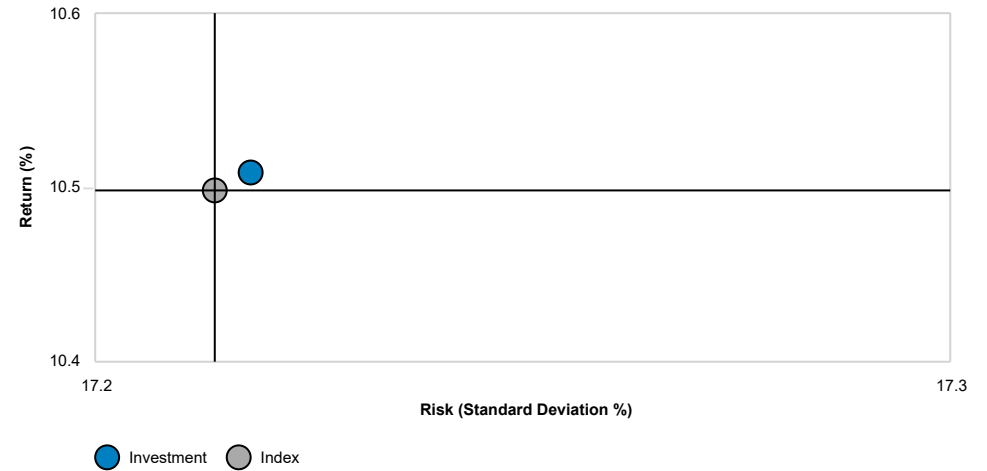 10.6
10.5
10.4
Return (%)
17.2
17.3
Risk (Standard Deviation %)
Investment
Index